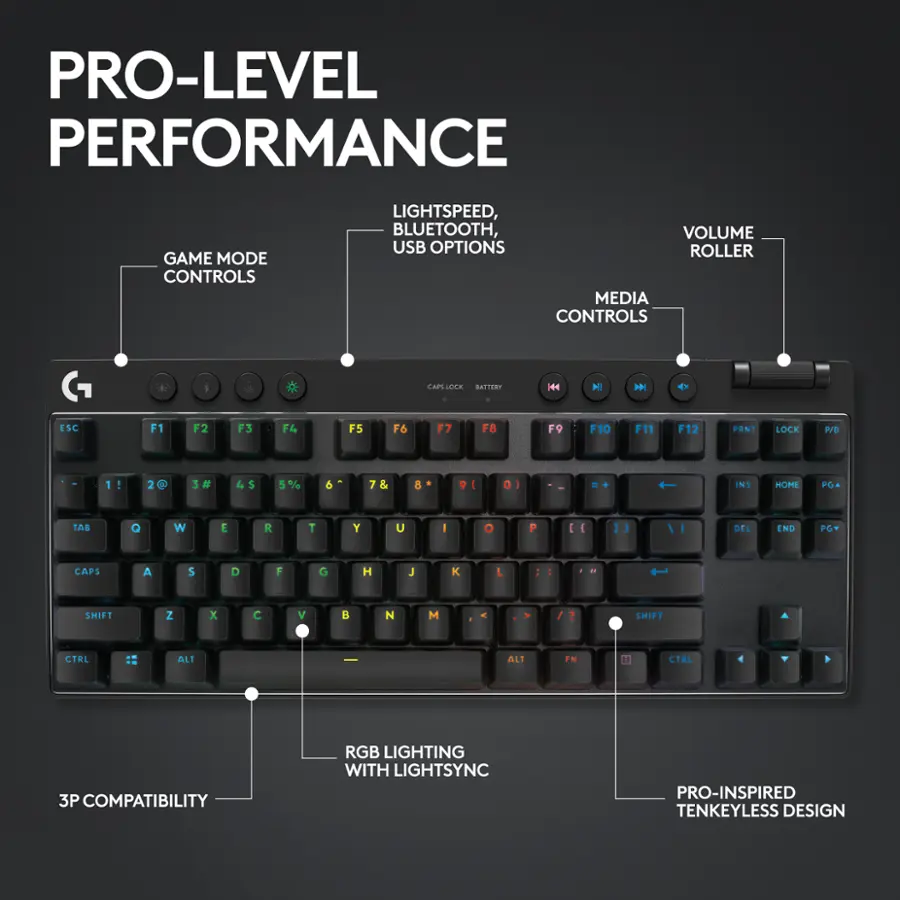 PRO-LEVEL
PERFORMANCE
LIGHTSPEED,
BLUETOOTH,
USB OPTIONS
VOLUME
ROLLER
GAME MODE
CONTROLS
MEDIA
CONTROLS
G
CAPS LOCK BATTERY
ESC F1 F2 F3 F4 F5 F6 F7 F8 F9 F10 F11 F12 PRNT LOCK P/B
` ~ 1 ! 2 @ 3 # 4 $ 5 % 6 ^ 7 & 8 * 9 ( 0 ) - _ = + ← INS HOME PG▲
TAB Q W E R T Y U I O P [ { ] } \ | DEL END PG▼
CAPS A S D F G H J K L ; : ' " ↵
SHIFT Z X C V B N M , < . > / ? SHIFT ▲
CTRL ALT — ALT FN CTRL ◀ ▼ ▶
RGB LIGHTING
WITH LIGHTSYNC
3P COMPATIBILITY
PRO-INSPIRED
TENKEYLESS DESIGN